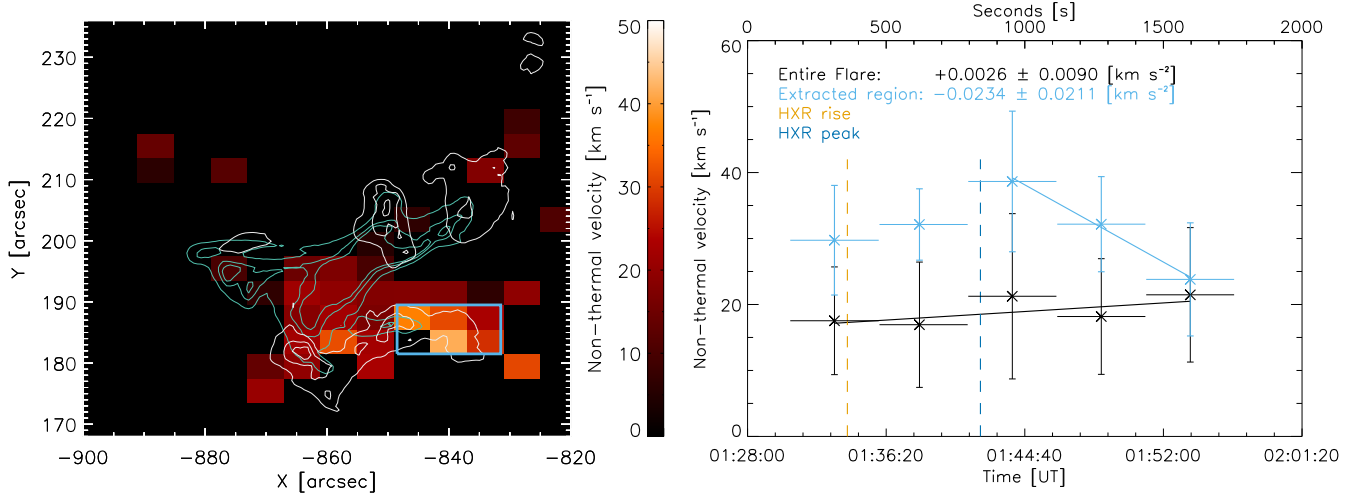 230
220
210
200
190
180
170
Y [arcsec]
−900 −880 −860 −840 −820
X [arcsec]
50
40
30
20
10
0
Non−thermal velocity [km s⁻¹]
Seconds [s]
0 500 1000 1500 2000
60
40
20
0
Non−thermal velocity [km s⁻¹]
Entire Flare: +0.0026 ± 0.0090 [km s⁻²]
Extracted region: −0.0234 ± 0.0211 [km s⁻²]
HXR rise
HXR peak
01:28:00 01:36:20 01:44:40 01:52:00 02:01:20
Time [UT]